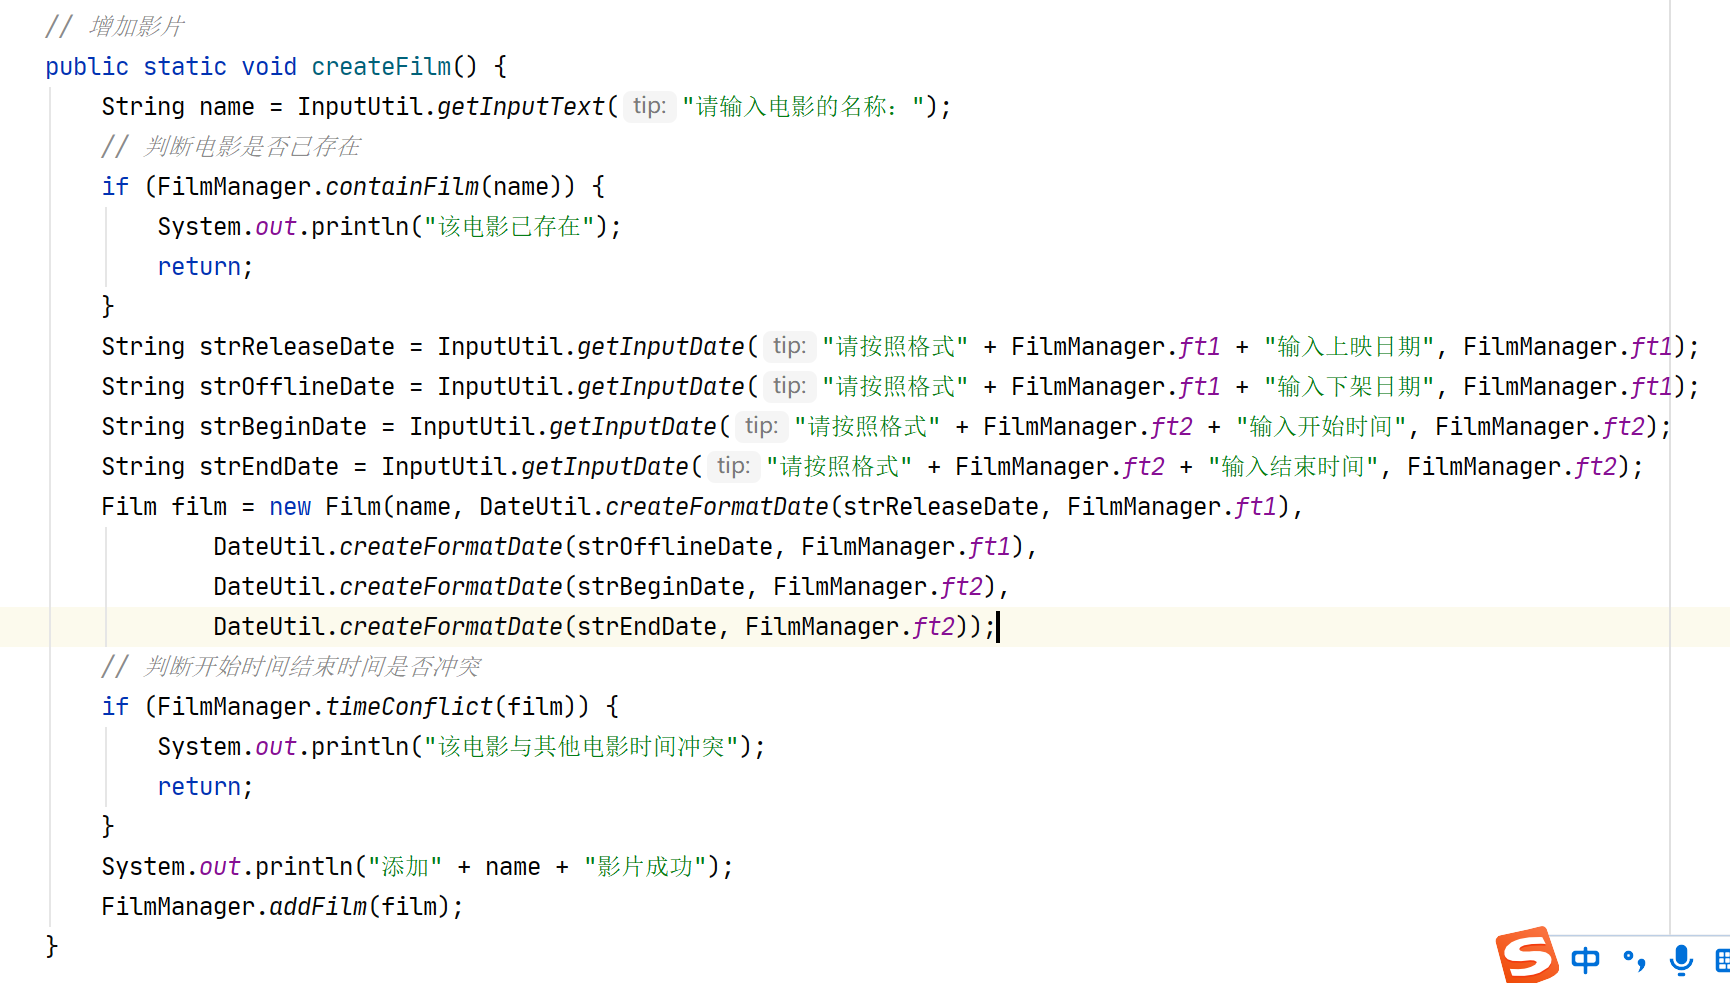 // 增加影片
public static void createFilm() {
String name = InputUtil.getInputText( tip: "请输入电影的名称：");
// 判断电影是否已存在
if (FilmManager.containFilm(name)) {
System.out.println("该电影已存在");
return;
}
String strReleaseDate = InputUtil.getInputDate( tip: "请按照格式" + FilmManager.ft1 + "输入上映日期", FilmManager.ft1);
String strOfflineDate = InputUtil.getInputDate( tip: "请按照格式" + FilmManager.ft1 + "输入下架日期", FilmManager.ft1);
String strBeginDate = InputUtil.getInputDate( tip: "请按照格式" + FilmManager.ft2 + "输入开始时间", FilmManager.ft2);
String strEndDate = InputUtil.getInputDate( tip: "请按照格式" + FilmManager.ft2 + "输入结束时间", FilmManager.ft2);
Film film = new Film(name, DateUtil.createFormatDate(strReleaseDate, FilmManager.ft1),
DateUtil.createFormatDate(strOfflineDate, FilmManager.ft1),
DateUtil.createFormatDate(strBeginDate, FilmManager.ft2),
DateUtil.createFormatDate(strEndDate, FilmManager.ft2));
// 判断开始时间结束时间是否冲突
if (FilmManager.timeConflict(film)) {
System.out.println("该电影与其他电影时间冲突");
return;
}
System.out.println("添加" + name + "影片成功");
FilmManager.addFilm(film);
}
S 中 °,